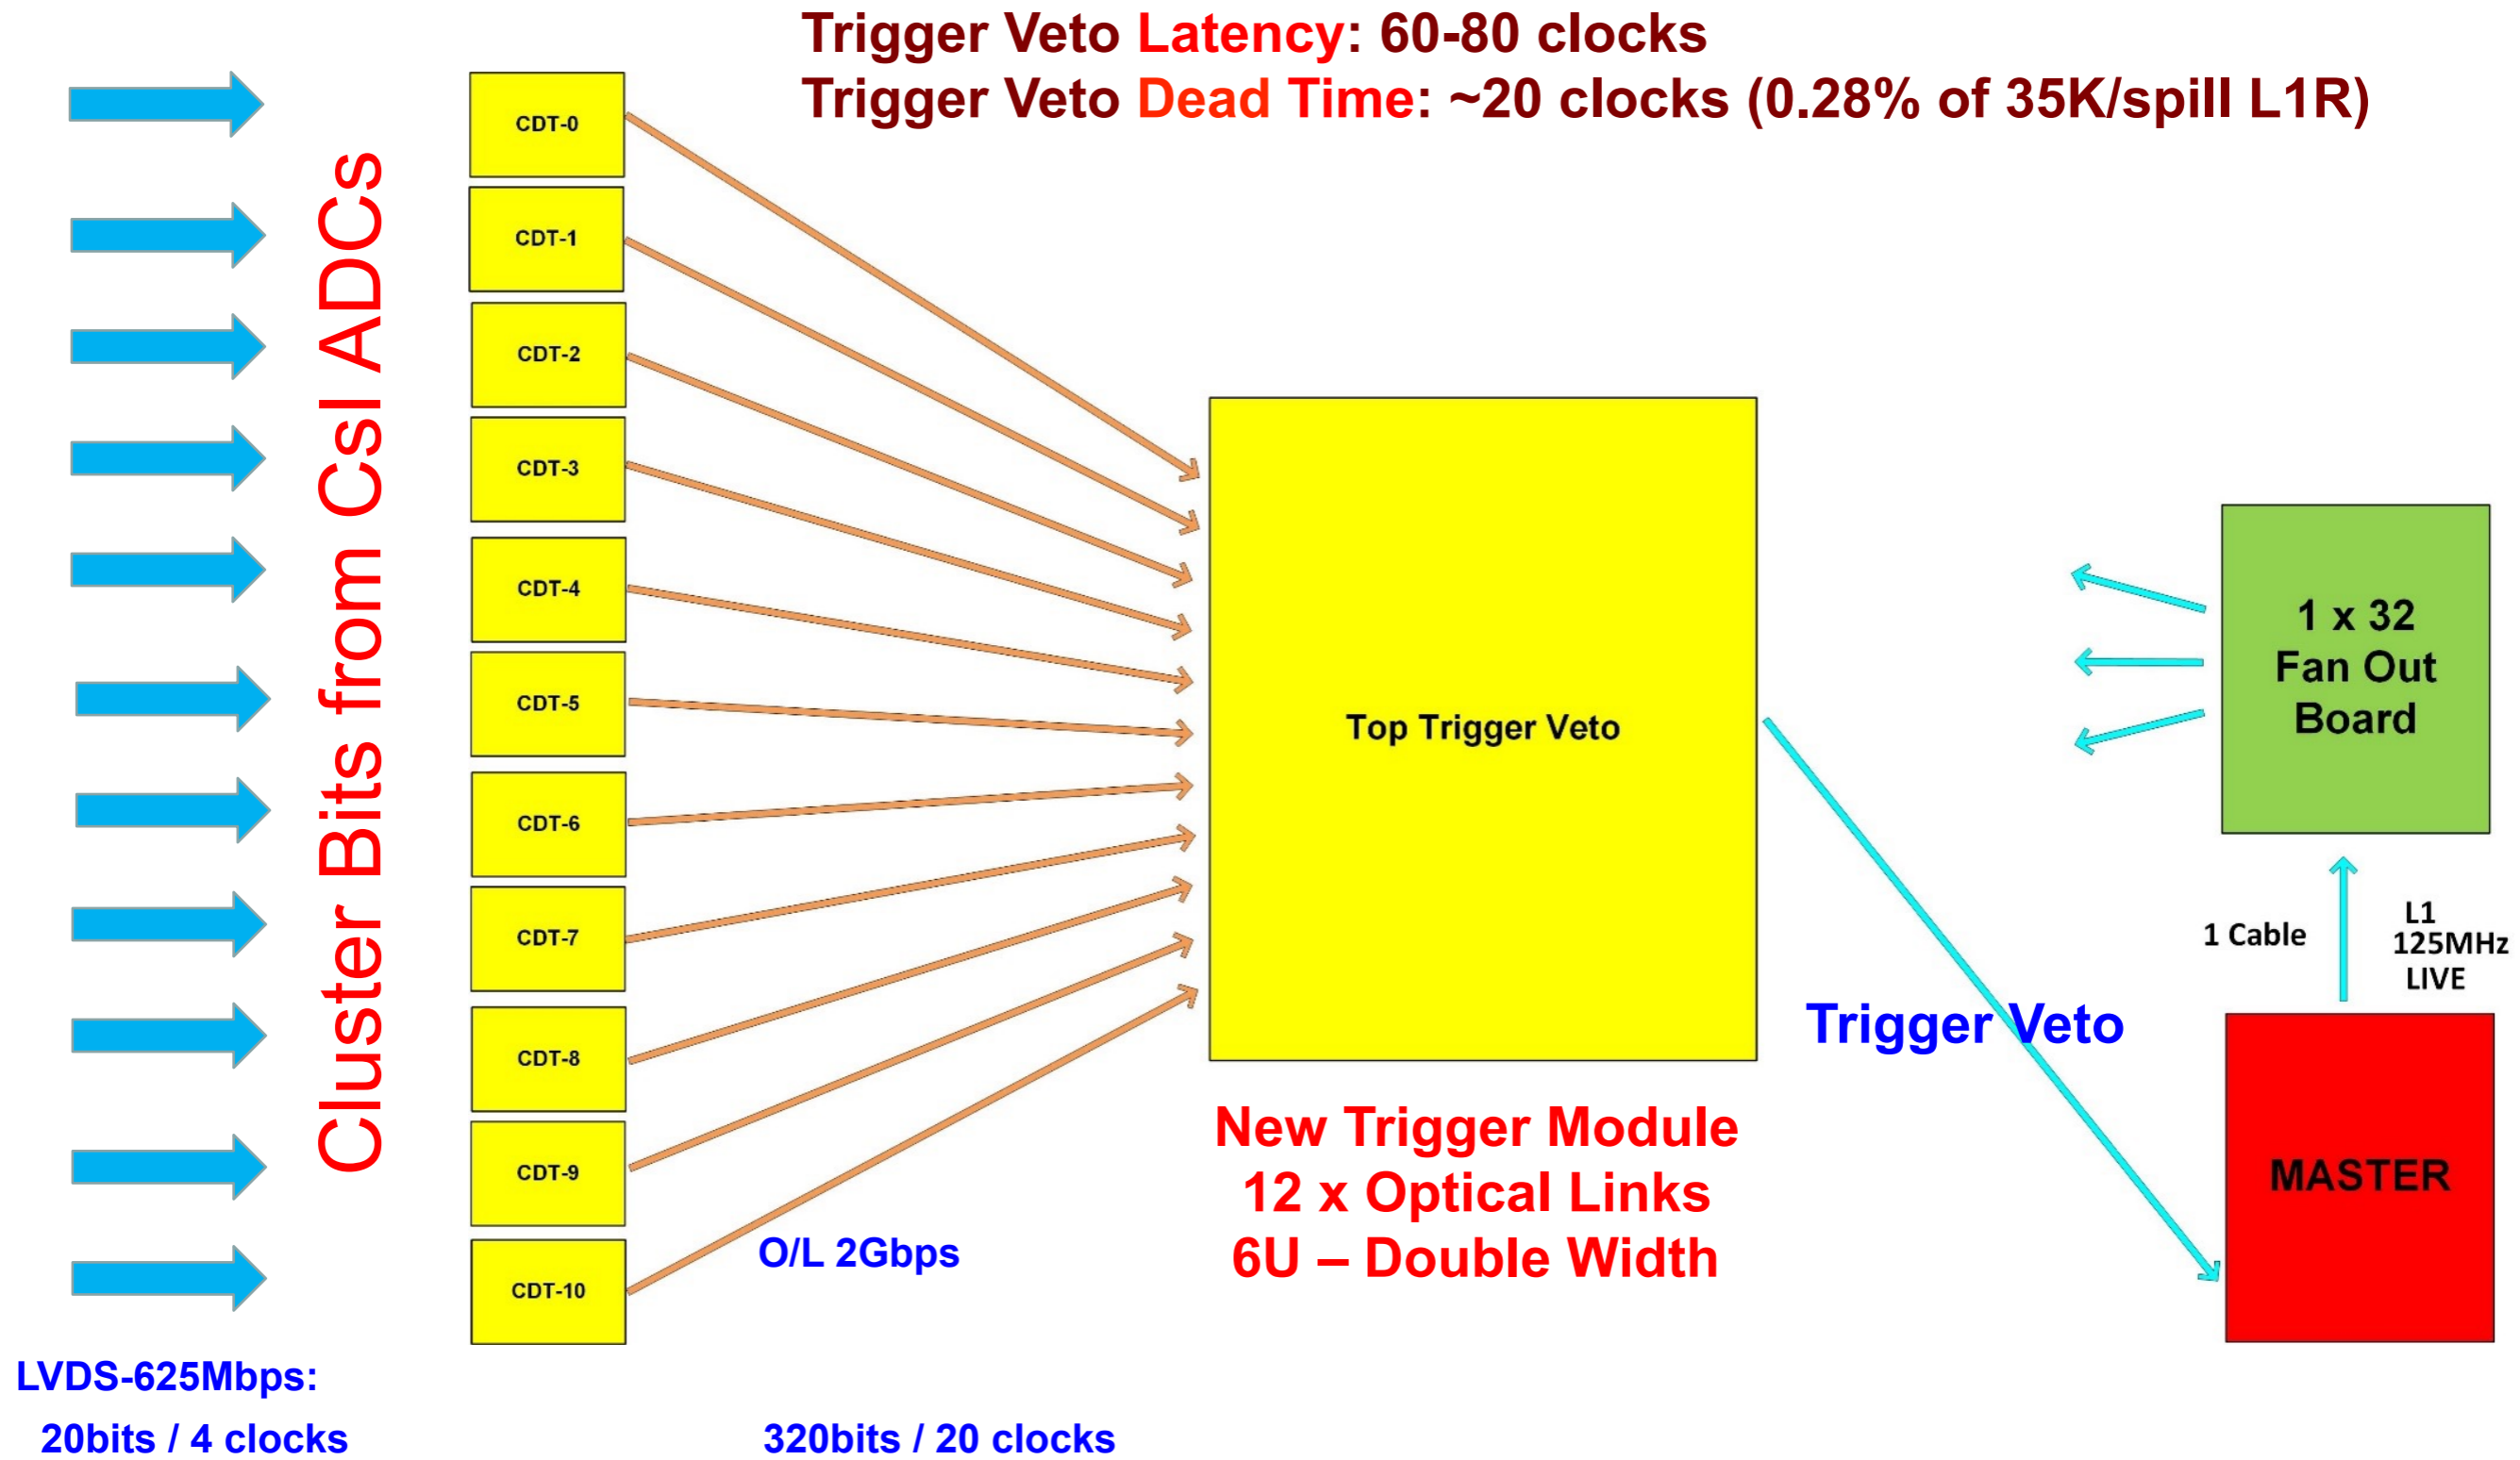 Trigger Veto Latency: 60-80 clocks
Trigger Veto Dead Time: ~20 clocks (0.28% of 35K/spill L1R)
Cluster Bits from CsI ADCs
CDT-0
CDT-1
CDT-2
CDT-3
CDT-4
CDT-5
CDT-6
CDT-7
CDT-8
CDT-9
CDT-10
LVDS-625Mbps:
20bits / 4 clocks
O/L 2Gbps
320bits / 20 clocks
Top Trigger Veto
New Trigger Module
12 x Optical Links
6U – Double Width
Trigger Veto
1 x 32
Fan Out
Board
1 Cable
L1
125MHz
LIVE
MASTER